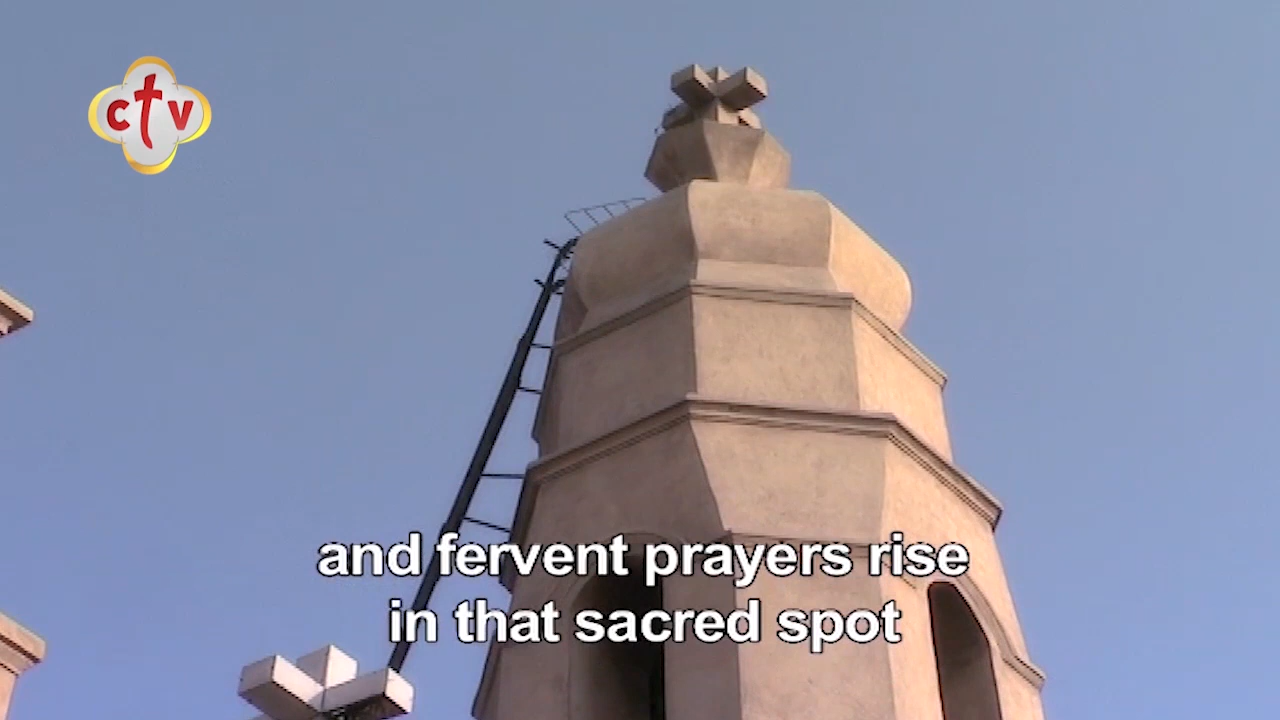 ctv
and fervent prayers rise
in that sacred spot